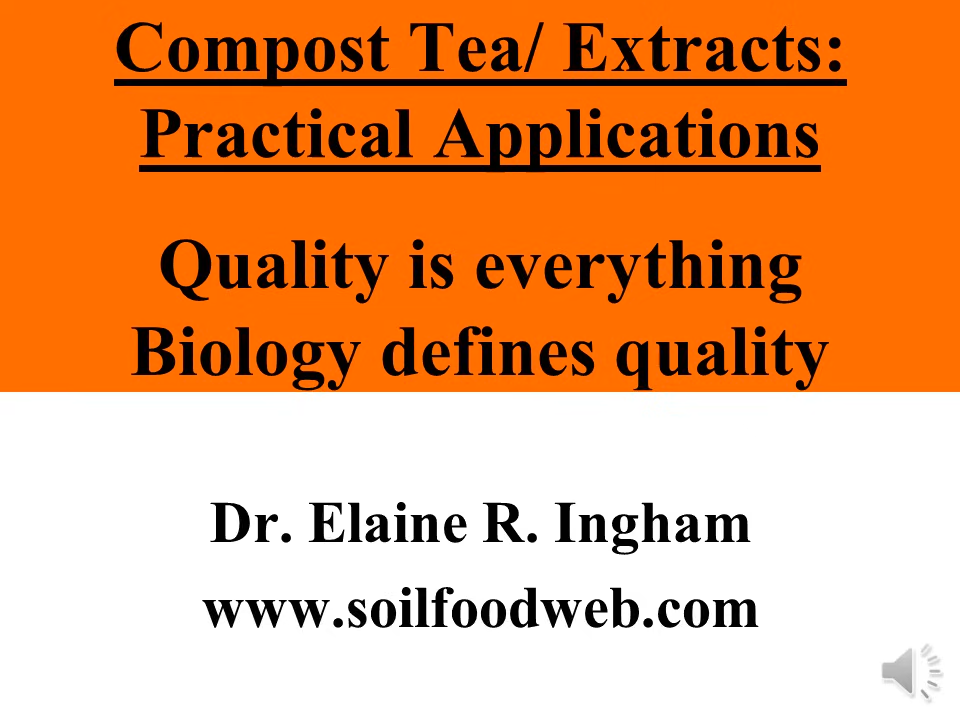 Compost Tea/ Extracts:
Practical Applications
Quality is everything
Biology defines quality
Dr. Elaine R. Ingham
www.soilfoodweb.com